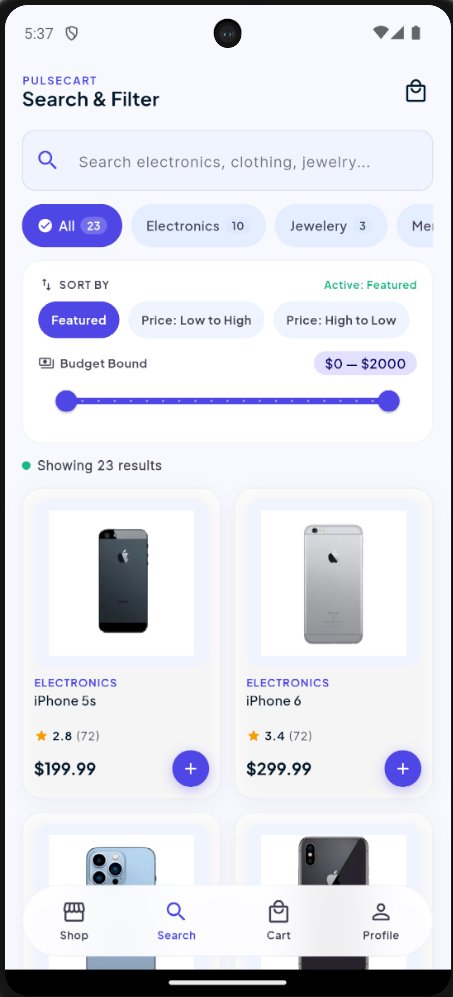 5:37
PULSECART
Search & Filter
Search electronics, clothing, jewelry...
All 23 Electronics 10 Jewelery 3 Me
SORT BY Active: Featured
Featured Price: Low to High Price: High to Low
Budget Bound $0 — $2000
Showing 23 results
ELECTRONICS ELECTRONICS
iPhone 5s iPhone 6
2.8 (72) 3.4 (72)
$199.99 + $299.99 +
Shop Search Cart Profile